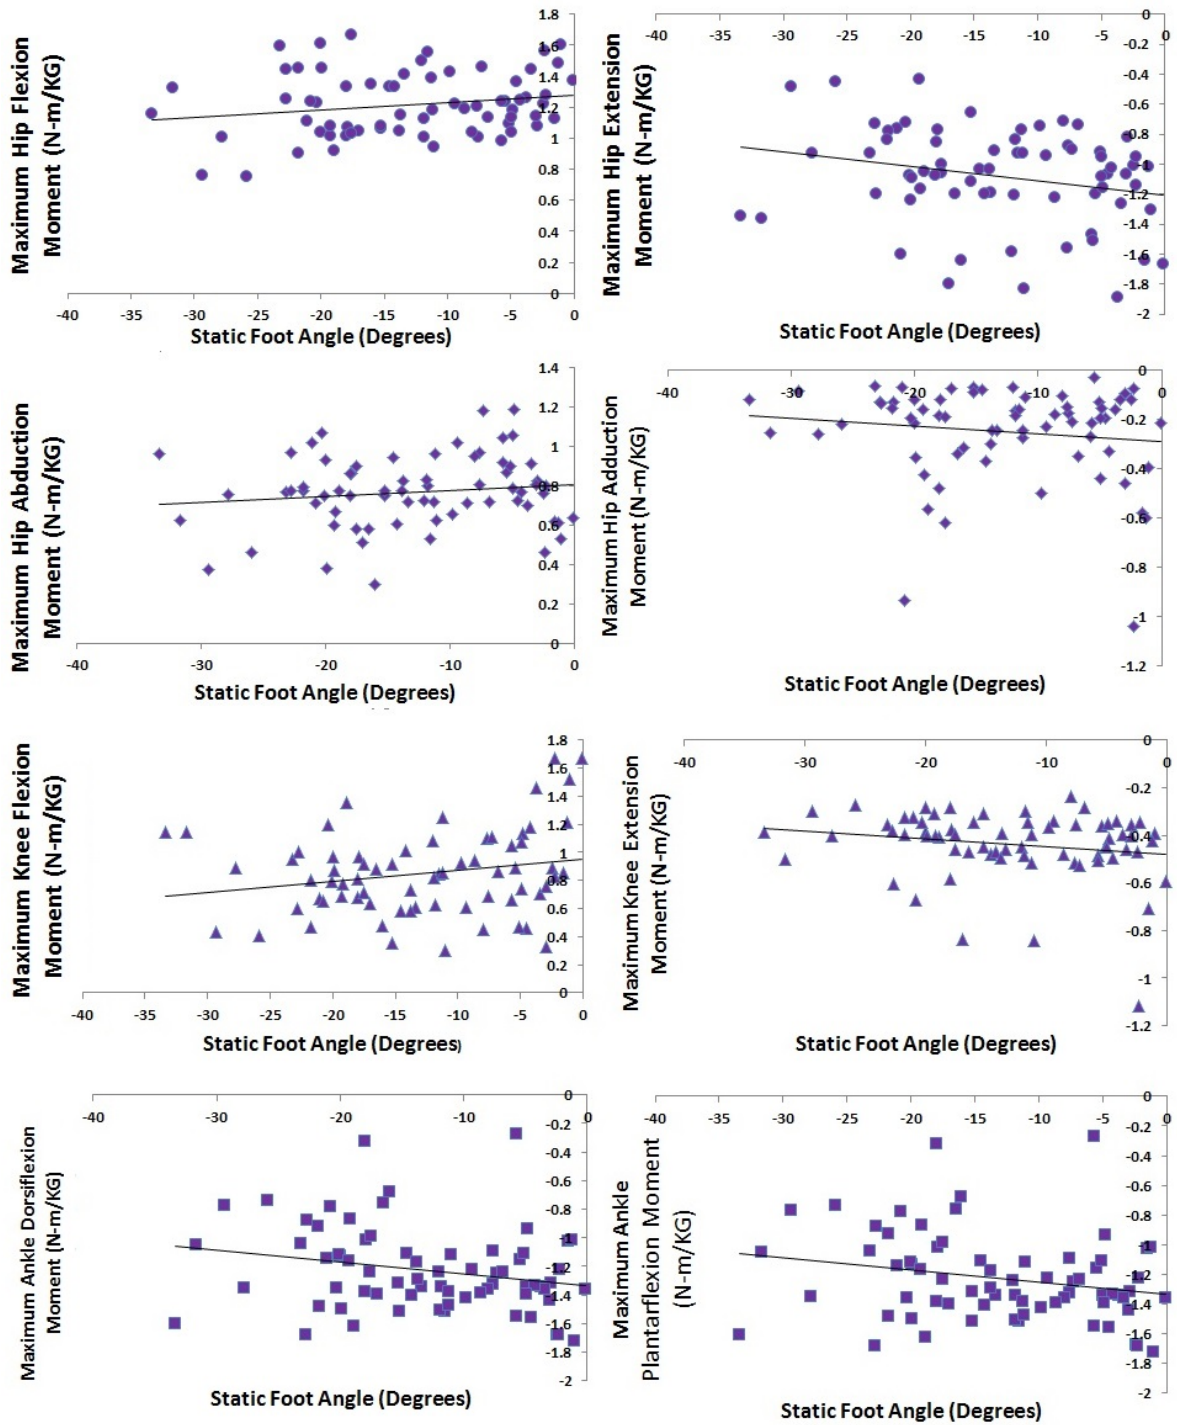 Maximum Hip Flexion
Moment (N-m/KG)
1.8
1.6
1.4
1.2
1
0.8
0.6
0.4
0.2
0
-40 -35 -30 -25 -20 -15 -10 -5 0
Static Foot Angle (Degrees)
Maximum Hip Extension
Moment (N-m/KG)
0
-40 -35 -30 -25 -20 -15 -10 -5 0
-0.2
-0.4
-0.6
-0.8
-1
-1.2
-1.4
-1.6
-1.8
-2
Static Foot Angle (Degrees)
Maximum Hip Abduction
Moment (N-m/KG)
1.4
1.2
1
0.8
0.6
0.4
0.2
0
-40 -30 -20 -10 0
Static Foot Angle (Degrees)
Maximum Hip Adduction
Moment (N-m/KG)
0
-40 -30 -20 -10 0
-0.2
-0.4
-0.6
-0.8
-1
-1.2
Static Foot Angle (Degrees)
Maximum Knee Flexion
Moment (N-m/KG)
1.8
1.6
1.4
1.2
1
0.8
0.6
0.4
0.2
0
-40 -35 -30 -25 -20 -15 -10 -5 0
Static Foot Angle (Degrees)
Maximum Knee Extension
Moment (N-m/KG)
0
-40 -30 -20 -10 0
-0.2
-0.4
-0.6
-0.8
-1
-1.2
Static Foot Angle (Degrees)
Maximum Ankle Dorsiflexion
Moment (N-m/KG)
0
-40 -30 -20 -10 0
-0.2
-0.4
-0.6
-0.8
-1
-1.2
-1.4
-1.6
-1.8
-2
Static Foot Angle (Degrees)
Maximum Ankle
Plantarflexion Moment
(N-m/KG)
0
-40 -35 -30 -25 -20 -15 -10 -5 0
-0.2
-0.4
-0.6
-0.8
-1
-1.2
-1.4
-1.6
-1.8
-2
Static Foot Angle (Degrees)